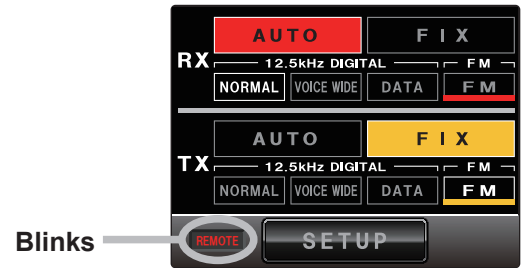 AUTO FIX
RX
12.5kHz DIGITAL FM
NORMAL VOICE WIDE DATA FM
AUTO FIX
TX
12.5kHz DIGITAL FM
NORMAL VOICE WIDE DATA FM
Blinks REMOTE SETUP